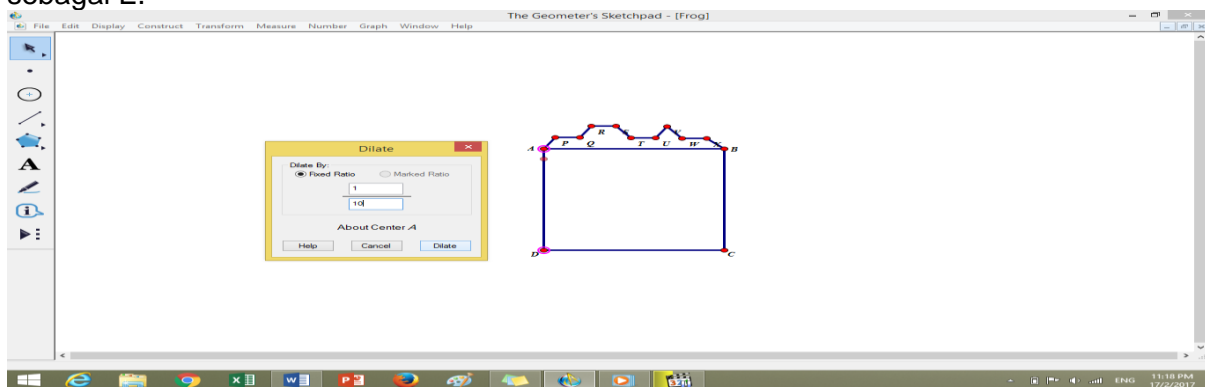 sebagai E.
The Geometer's Sketchpad - [Frog]
File Edit Display Construct Transform Measure Number Graph Window Help
Dilate
Dilate By:
Fixed Ratio Marked Ratio
1
10
About Center A
Help Cancel Dilate
R
A P Q T U W B
D C
ENG
11:18 PM
17/2/2017